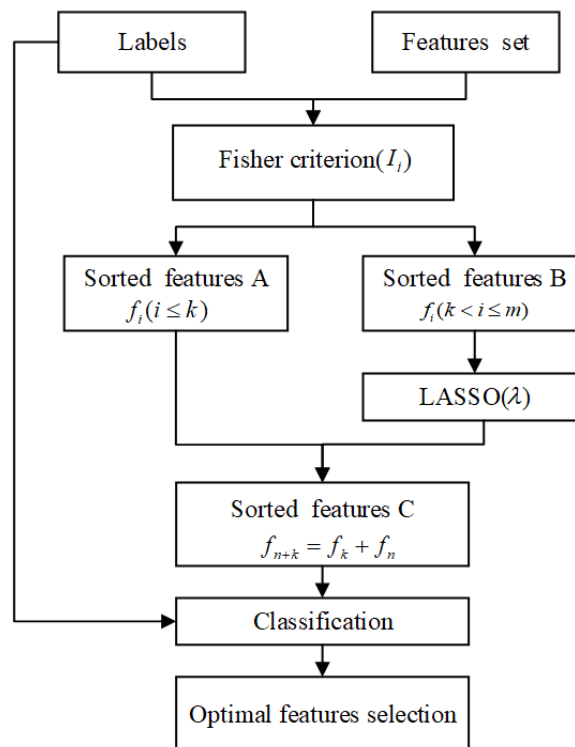 Labels
Features set
Fisher criterion(I_i)
Sorted features A
f_i(i ≤ k)
Sorted features B
f_i(k < i ≤ m)
LASSO(λ)
Sorted features C
f_{n+k} = f_k + f_n
Classification
Optimal features selection